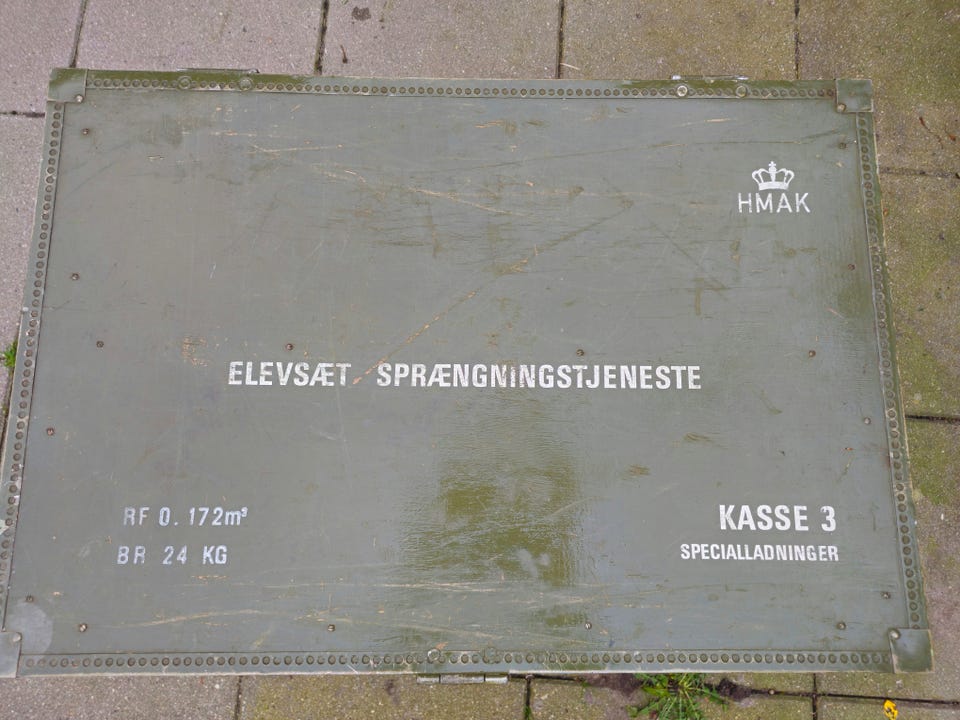 HMAK
ELEVSÆT SPRÆNGNINGSTJENESTE
RF 0.172m³
BR 24 KG
KASSE 3
SPECIALLADNINGER